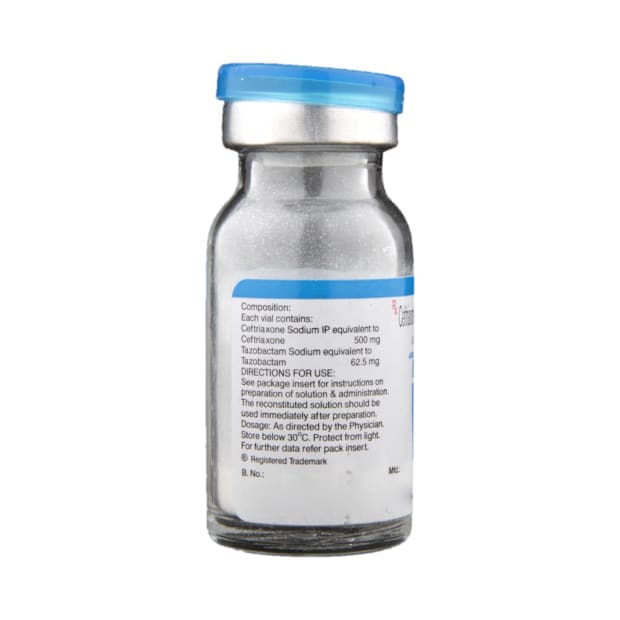 Composition:
Each vial contains:
Ceftriaxone Sodium IP equivalent to
Ceftriaxone 500 mg
Tazobactam Sodium equivalent to
Tazobactam 62.5 mg
DIRECTIONS FOR USE:
See package insert for instructions on
preparation of solution & administration.
The reconstituted solution should be
used immediately after preparation.
Dosage: As directed by the Physician.
Store below 30°C. Protect from light.
For further data refer pack insert.
® Registered Trademark
B. No.: Mfd.:
Rx